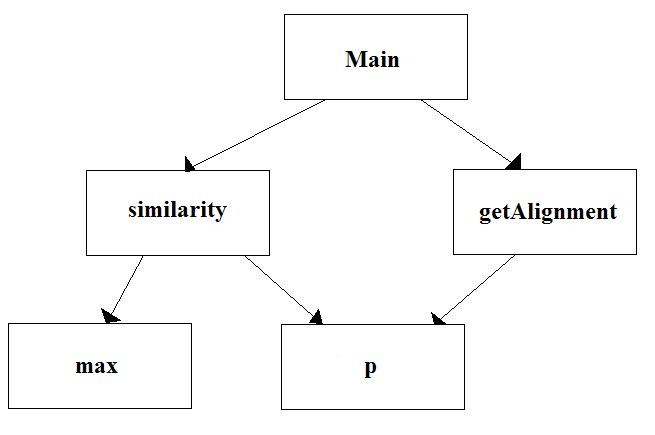 Main
similarity
getAlignment
max
p